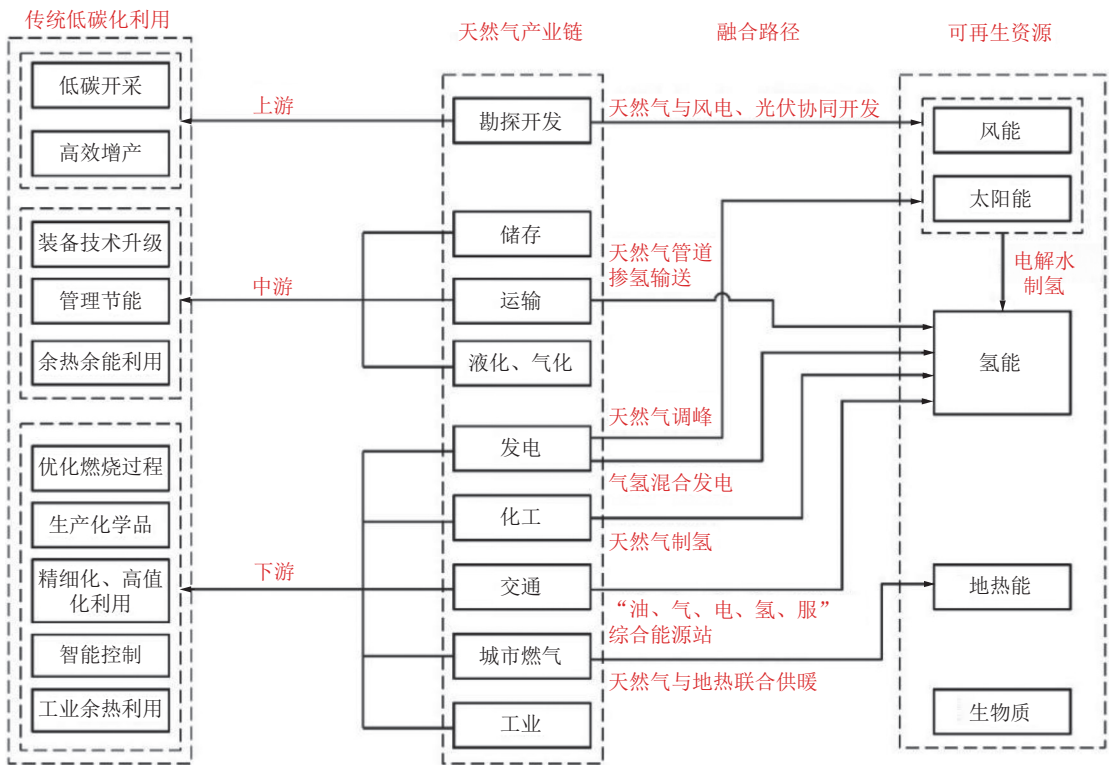 传统低碳化利用
天然气产业链
融合路径
可再生资源
低碳开采
高效增产
上游
勘探开发
天然气与风电、光伏协同开发
风能
太阳能
装备技术升级
管理节能
余热余能利用
中游
储存
运输
液化、气化
天然气管道
掺氢输送
电解水
制氢
氢能
优化燃烧过程
生产化学品
精细化、高值
化利用
智能控制
工业余热利用
下游
发电
化工
交通
城市燃气
工业
天然气调峰
气氢混合发电
天然气制氢
“油、气、电、氢、服”
综合能源站
天然气与地热联合供暖
地热能
生物质